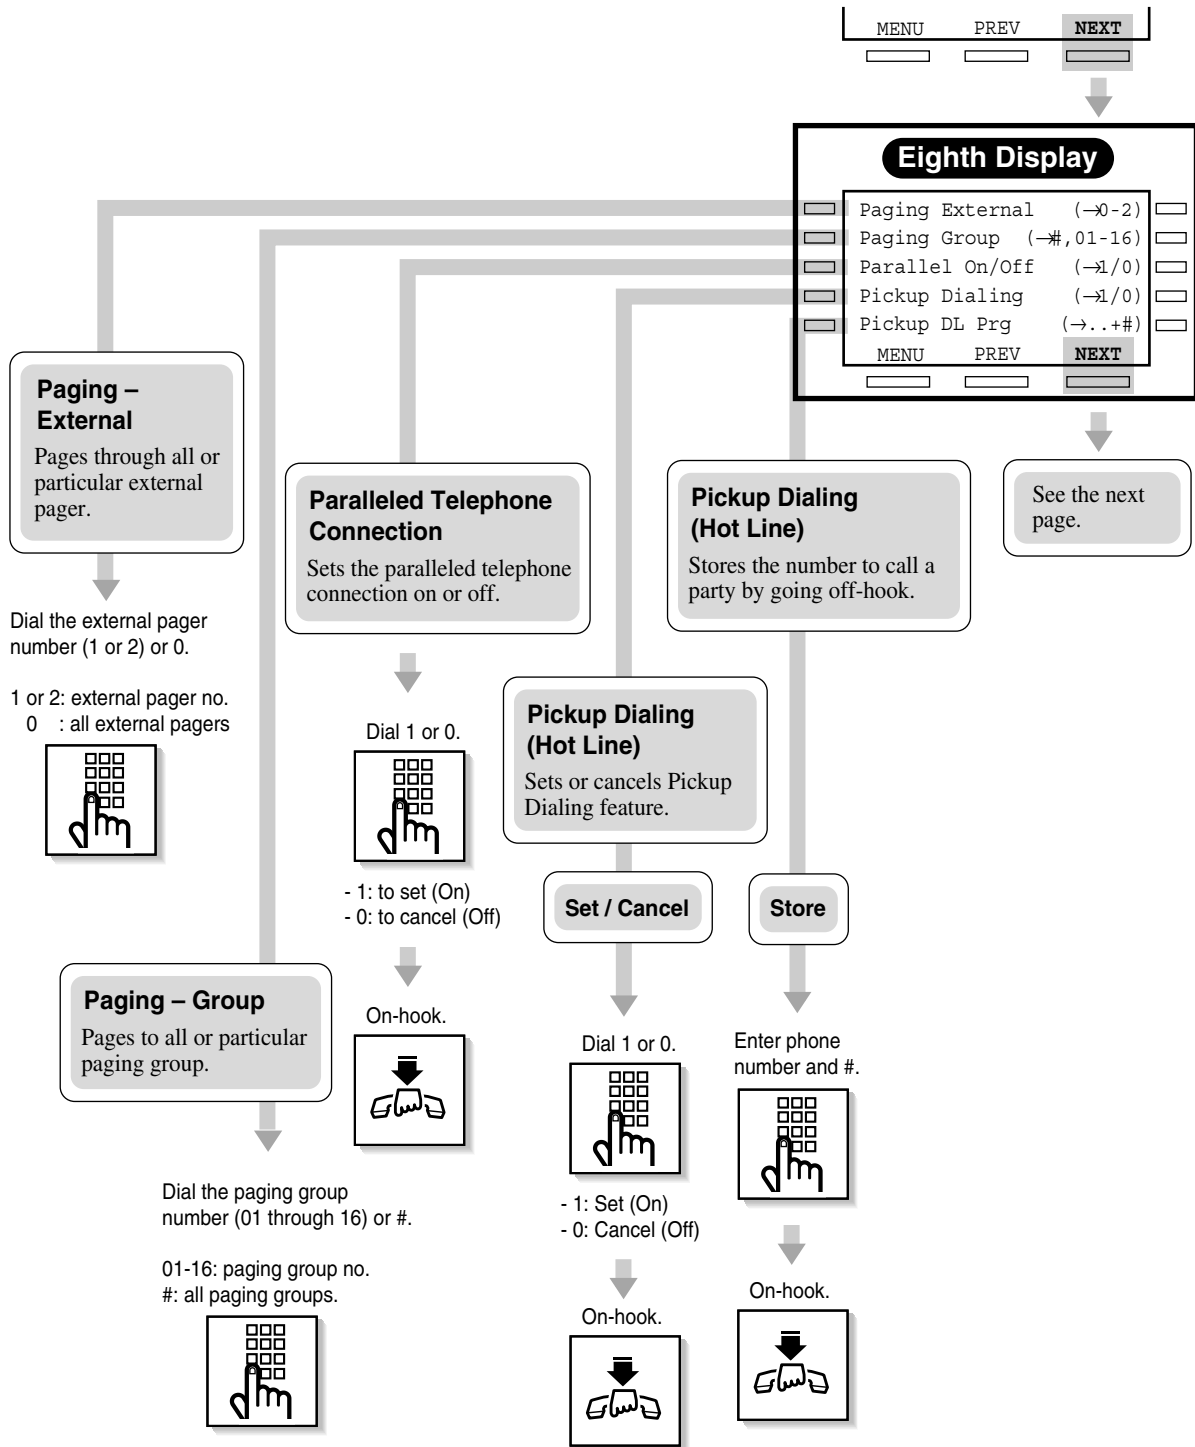 MENU PREV NEXT
Eighth Display
Paging External (→0-2)
Paging Group (→#,01-16)
Parallel On/Off (→1/0)
Pickup Dialing (→1/0)
Pickup DL Prg (→..+#)
MENU PREV NEXT
Paging –
External
Pages through all or
particular external
pager.
Dial the external pager
number (1 or 2) or 0.
1 or 2: external pager no.
0 : all external pagers
Paging – Group
Pages to all or particular
paging group.
Dial the paging group
number (01 through 16) or #.
01-16: paging group no.
#: all paging groups.
Paralleled Telephone
Connection
Sets the paralleled telephone
connection on or off.
Dial 1 or 0.
- 1: to set (On)
- 0: to cancel (Off)
On-hook.
Pickup Dialing
(Hot Line)
Sets or cancels Pickup
Dialing feature.
Set / Cancel
Dial 1 or 0.
- 1: Set (On)
- 0: Cancel (Off)
On-hook.
Pickup Dialing
(Hot Line)
Stores the number to call a
party by going off-hook.
Store
Enter phone
number and #.
On-hook.
See the next
page.